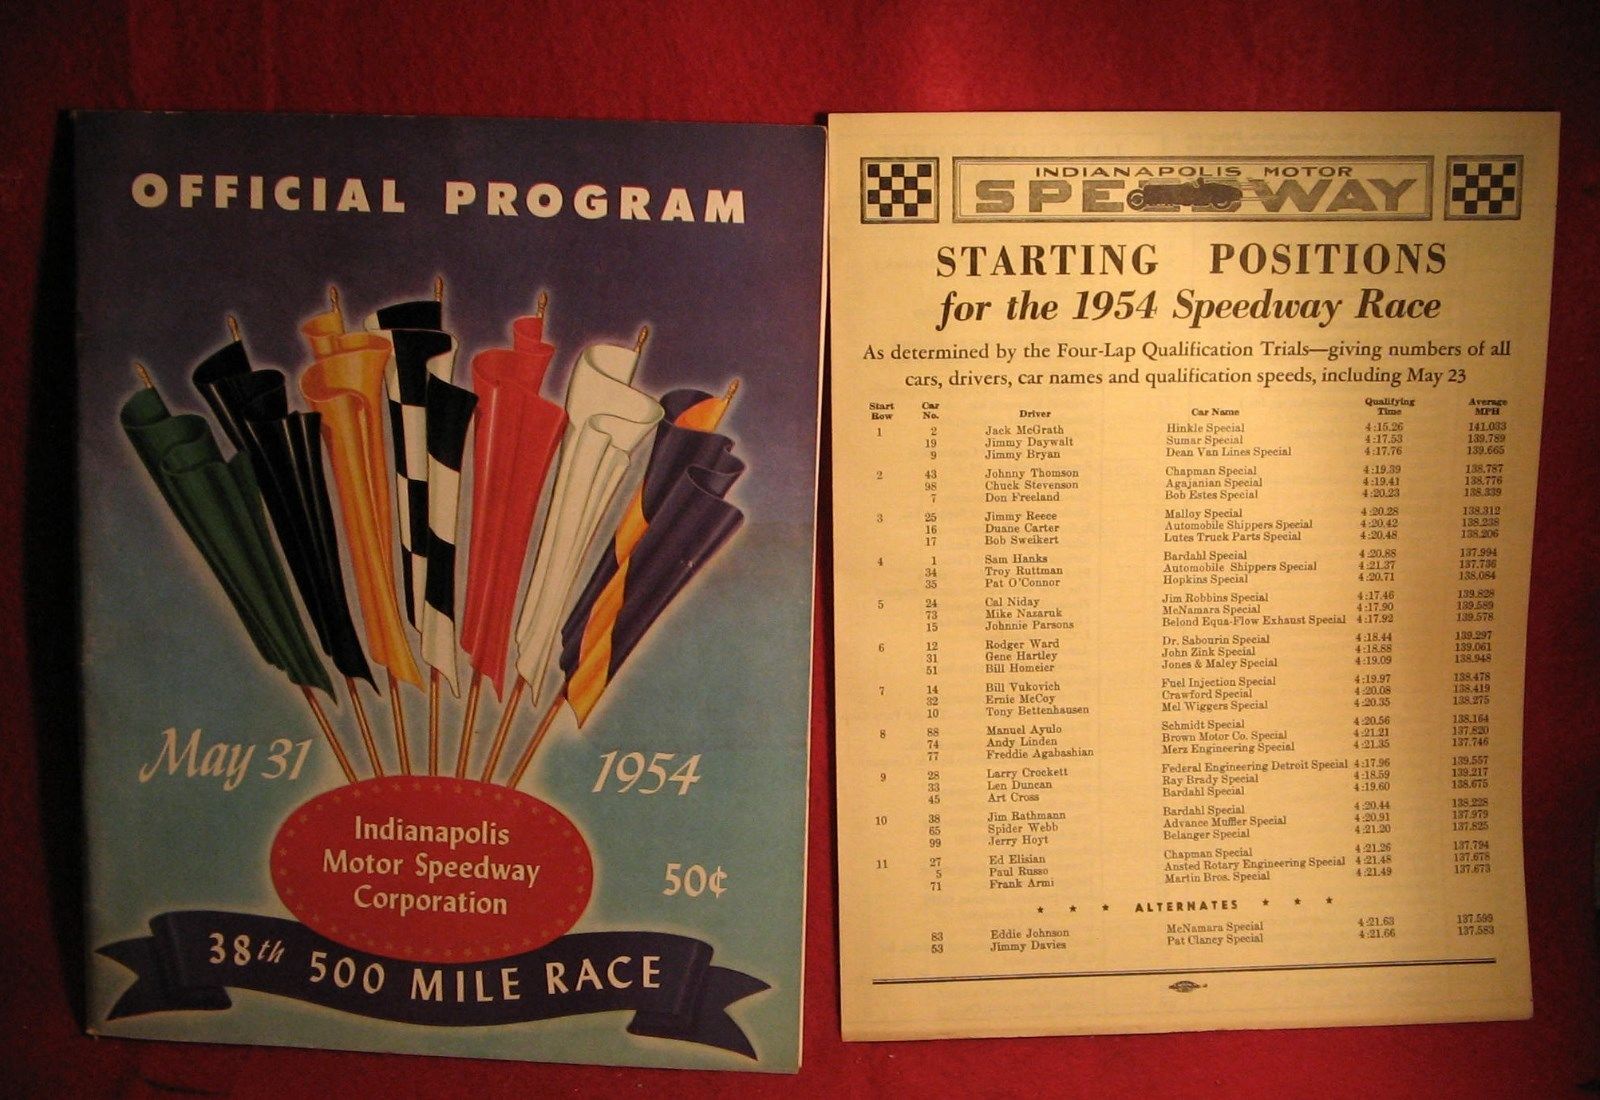 OFFICIAL PROGRAM
May 31 1954
Indianapolis
Motor Speedway
Corporation
50¢
38th 500 MILE RACE
INDIANAPOLIS MOTOR
SPEEDWAY
STARTING POSITIONS
for the 1954 Speedway Race
As determined by the Four-Lap Qualification Trials—giving numbers of all
cars, drivers, car names and qualification speeds, including May 23
Start Row Car No. Driver Car Name Qualifying Time Average MPH
1 2 Jack McGrath Hinkle Special 4:15.26 141.033
19 Jimmy Daywalt Sumar Special 4:17.53 139.789
9 Jimmy Bryan Dean Van Lines Special 4:17.76 139.665
2 43 Johnny Thomson Chapman Special 4:19.39 138.787
98 Chuck Stevenson Agajanian Special 4:19.41 138.776
7 Don Freeland Bob Estes Special 4:20.23 138.339
3 25 Jimmy Reece Malloy Special 4:20.28 138.312
16 Duane Carter Automobile Shippers Special 4:20.42 138.238
17 Bob Sweikert Lutes Truck Parts Special 4:20.48 138.206
4 1 Sam Hanks Bardahl Special 4:20.88 137.994
34 Troy Ruttman Automobile Shippers Special 4:21.37 137.736
35 Pat O'Connor Hopkins Special 4:20.71 138.084
5 24 Cal Niday Jim Robbins Special 4:17.46 139.828
73 Mike Nazaruk McNamara Special 4:17.90 139.589
15 Johnnie Parsons Belond Equa-Flow Exhaust Special 4:17.92 139.578
6 12 Rodger Ward Dr. Sabourin Special 4:18.44 139.297
31 Gene Hartley John Zink Special 4:18.88 139.061
51 Bill Homeier Jones & Maley Special 4:19.09 138.948
7 14 Bill Vukovich Fuel Injection Special 4:19.97 138.478
32 Ernie McCoy Crawford Special 4:20.08 138.419
10 Tony Bettenhausen Mel Wiggers Special 4:20.35 138.275
8 88 Manuel Ayulo Schmidt Special 4:20.56 138.164
74 Andy Linden Brown Motor Co. Special 4:21.21 137.820
77 Freddie Agabashian Merz Engineering Special 4:21.35 137.746
9 28 Larry Crockett Federal Engineering Detroit Special 4:17.96 139.557
33 Len Duncan Ray Brady Special 4:18.59 139.217
45 Art Cross Bardahl Special 4:19.60 138.675
10 38 Jim Rathmann Bardahl Special 4:20.44 138.228
65 Spider Webb Advance Muffler Special 4:20.91 137.979
99 Jerry Hoyt Belanger Special 4:21.20 137.825
11 27 Ed Elisian Chapman Special 4:21.26 137.794
5 Paul Russo Ansted Rotary Engineering Special 4:21.48 137.678
71 Frank Armi Martin Bros. Special 4:21.49 137.673
★ ★ ★ ALTERNATES ★ ★ ★
83 Eddie Johnson McNamara Special 4:21.63 137.599
53 Jimmy Davies Pat Clancy Special 4:21.66 137.583